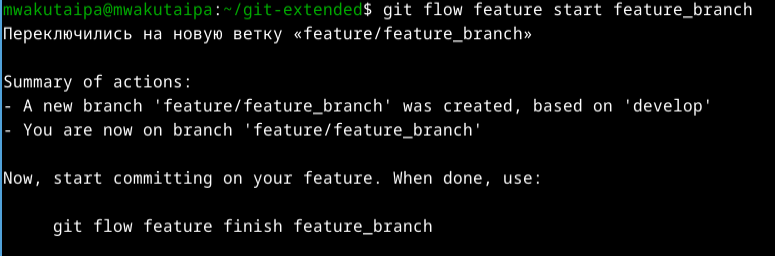 mwakutaipa@mwakutaipa:~/git-extended$ git flow feature start feature_branch
Переключились на новую ветку «feature/feature_branch»
Summary of actions:
- A new branch 'feature/feature_branch' was created, based on 'develop'
- You are now on branch 'feature/feature_branch'
Now, start committing on your feature. When done, use:
git flow feature finish feature_branch